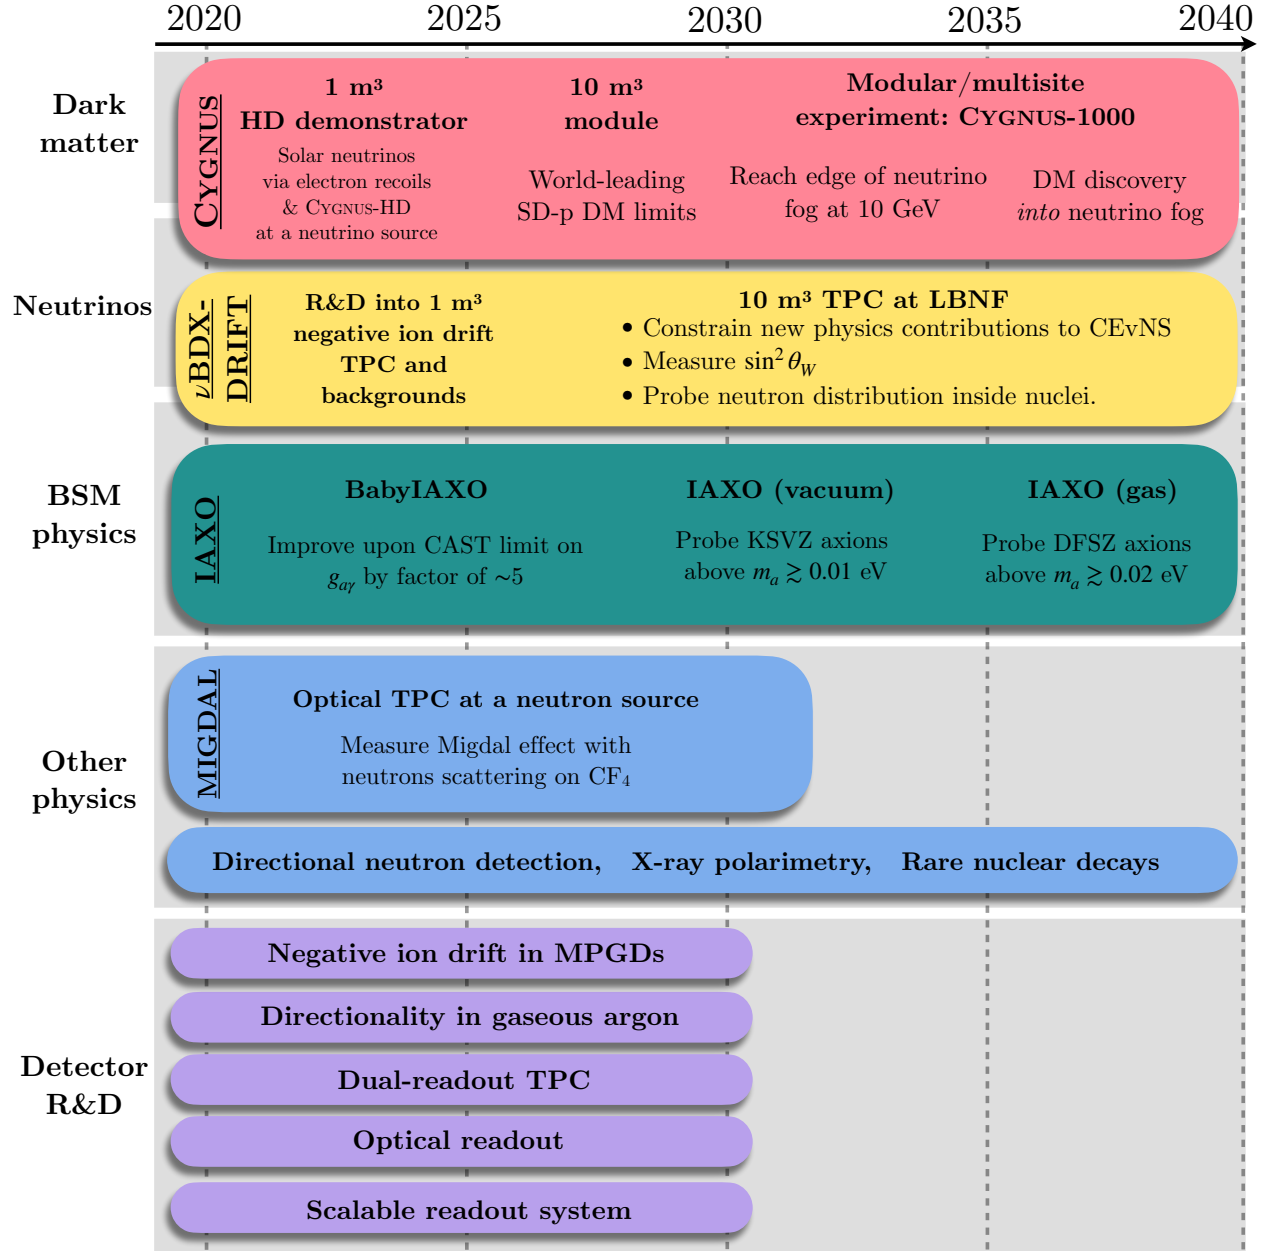 2020 2025 2030 2035 2040
Dark
matter
CYGNUS
1 m³
HD demonstrator
Solar neutrinos
via electron recoils
& CYGNUS-HD
at a neutrino source
10 m³
module
World-leading
SD-p DM limits
Modular/multisite
experiment: CYGNUS-1000
Reach edge of neutrino
fog at 10 GeV
DM discovery
into neutrino fog
Neutrinos
νBDX-
DRIFT
R&D into 1 m³
negative ion drift
TPC and
backgrounds
10 m³ TPC at LBNF
• Constrain new physics contributions to CEvNS
• Measure sin² θ_W
• Probe neutron distribution inside nuclei.
BSM
physics
IAXO
BabyIAXO
Improve upon CAST limit on
g_aγ by factor of ~5
IAXO (vacuum)
Probe KSVZ axions
above m_a ≳ 0.01 eV
IAXO (gas)
Probe DFSZ axions
above m_a ≳ 0.02 eV
Other
physics
MIGDAL
Optical TPC at a neutron source
Measure Migdal effect with
neutrons scattering on CF₄
Directional neutron detection, X-ray polarimetry, Rare nuclear decays
Detector
R&D
Negative ion drift in MPGDs
Directionality in gaseous argon
Dual-readout TPC
Optical readout
Scalable readout system